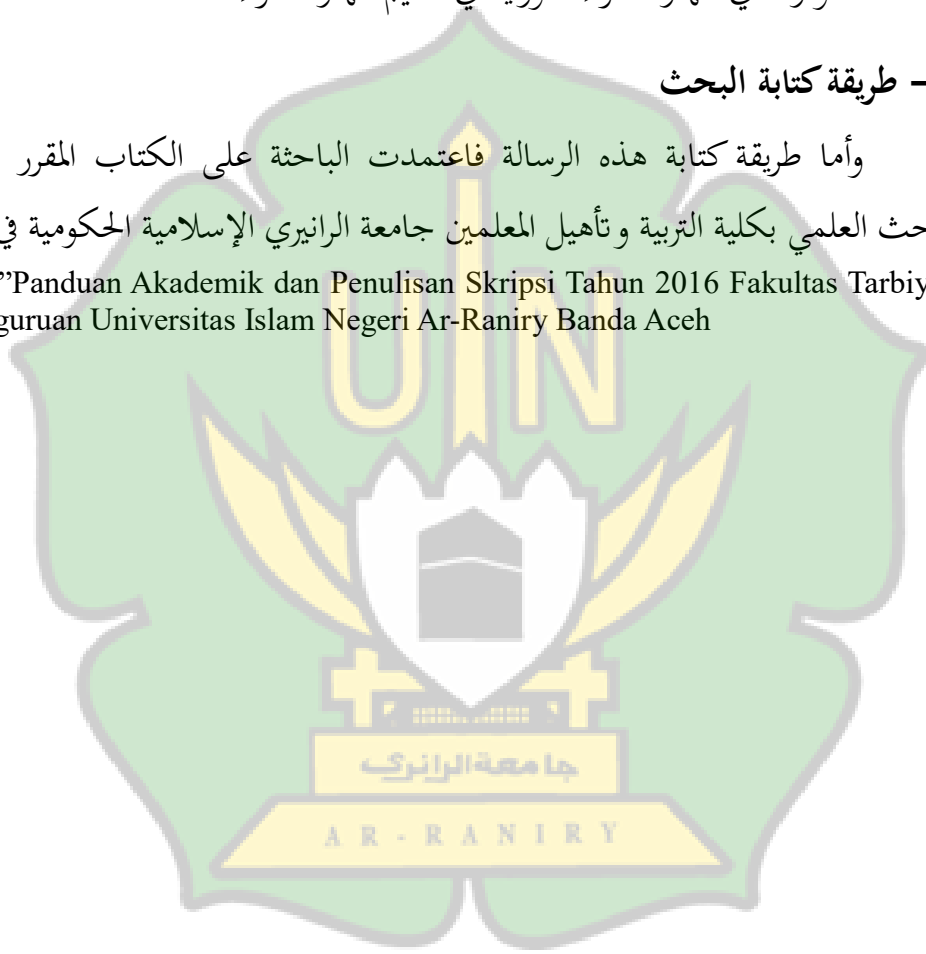 – طريقة كتابة البحث
وأما طريقة كتابة هذه الرسالة فاعتمدت الباحثة على الكتاب المقرر
حث العلمي بكلية التربية وتأهيل المعلمين جامعة الرانيري الإسلامية الحكومية في
”Panduan Akademik dan Penulisan Skripsi Tahun 2016 Fakultas Tarbiy
guruan Universitas Islam Negeri Ar-Raniry Banda Aceh
UIN
جامعة الرانري
AR-RANIRY